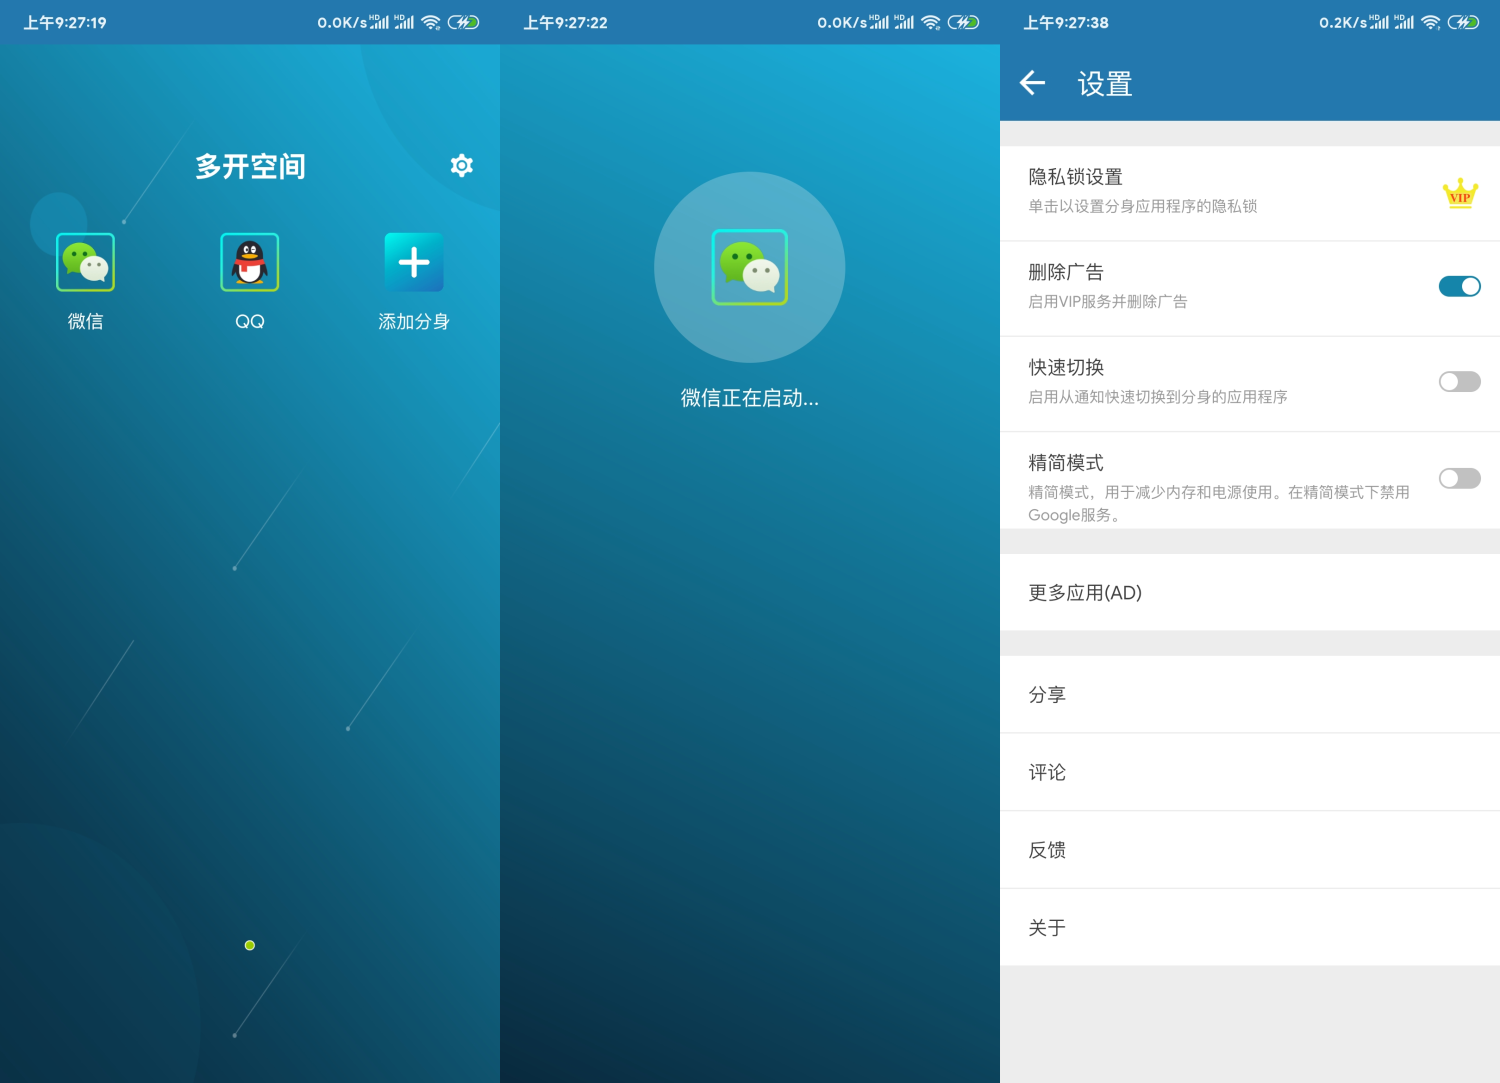 上午9:27:19
0.0K/s
HD
HD
多开空间
微信
QQ
添加分身
上午9:27:22
0.0K/s
HD
HD
微信正在启动...
上午9:27:38
0.2K/s
HD
HD
设置
隐私锁设置
单击以设置分身应用程序的隐私锁
VIP
删除广告
启用VIP服务并删除广告
快速切换
启用从通知快速切换到分身的应用程序
精简模式
精简模式，用于减少内存和电源使用。在精简模式下禁用
Google服务。
更多应用(AD)
分享
评论
反馈
关于